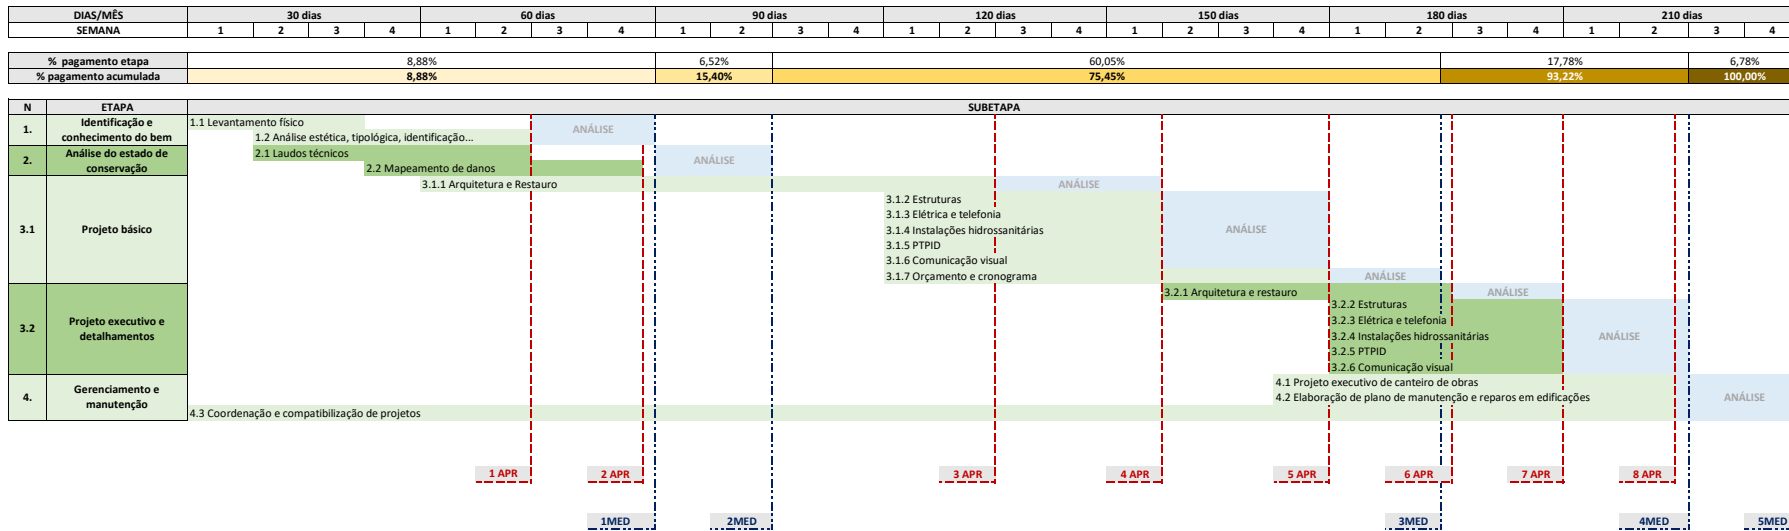 DIAS/MÊS 30 dias 60 dias 90 dias 120 dias 150 dias 180 dias 210 dias
SEMANA 1 2 3 4 1 2 3 4 1 2 3 4 1 2 3 4 1 2 3 4 1 2 3 4 1 2 3 4
% pagamento etapa 8,88% 6,52% 60,05% 17,78% 6,78%
% pagamento acumulada 8,88% 15,40% 75,45% 93,22% 100,00%
N ETAPA SUBETAPA
1. Identificação e conhecimento do bem
1.1 Levantamento físico
1.2 Análise estética, tipológica, identificação...
ANÁLISE
2. Análise do estado de conservação
2.1 Laudos técnicos
2.2 Mapeamento de danos
ANÁLISE
3.1 Projeto básico
3.1.1 Arquitetura e Restauro
ANÁLISE
3.1.2 Estruturas
3.1.3 Elétrica e telefonia
3.1.4 Instalações hidrossanitárias
3.1.5 PTPID
3.1.6 Comunicação visual
ANÁLISE
3.1.7 Orçamento e cronograma
ANÁLISE
3.2 Projeto executivo e detalhamentos
3.2.1 Arquitetura e restauro
ANÁLISE
3.2.2 Estruturas
3.2.3 Elétrica e telefonia
3.2.4 Instalações hidrossanitárias
3.2.5 PTPID
3.2.6 Comunicação visual
ANÁLISE
4. Gerenciamento e manutenção
4.1 Projeto executivo de canteiro de obras
4.2 Elaboração de plano de manutenção e reparos em edificações
4.3 Coordenação e compatibilização de projetos
ANÁLISE
1 APR 2 APR 3 APR 4 APR 5 APR 6 APR 7 APR 8 APR
1MED 2MED 3MED 4MED 5MED